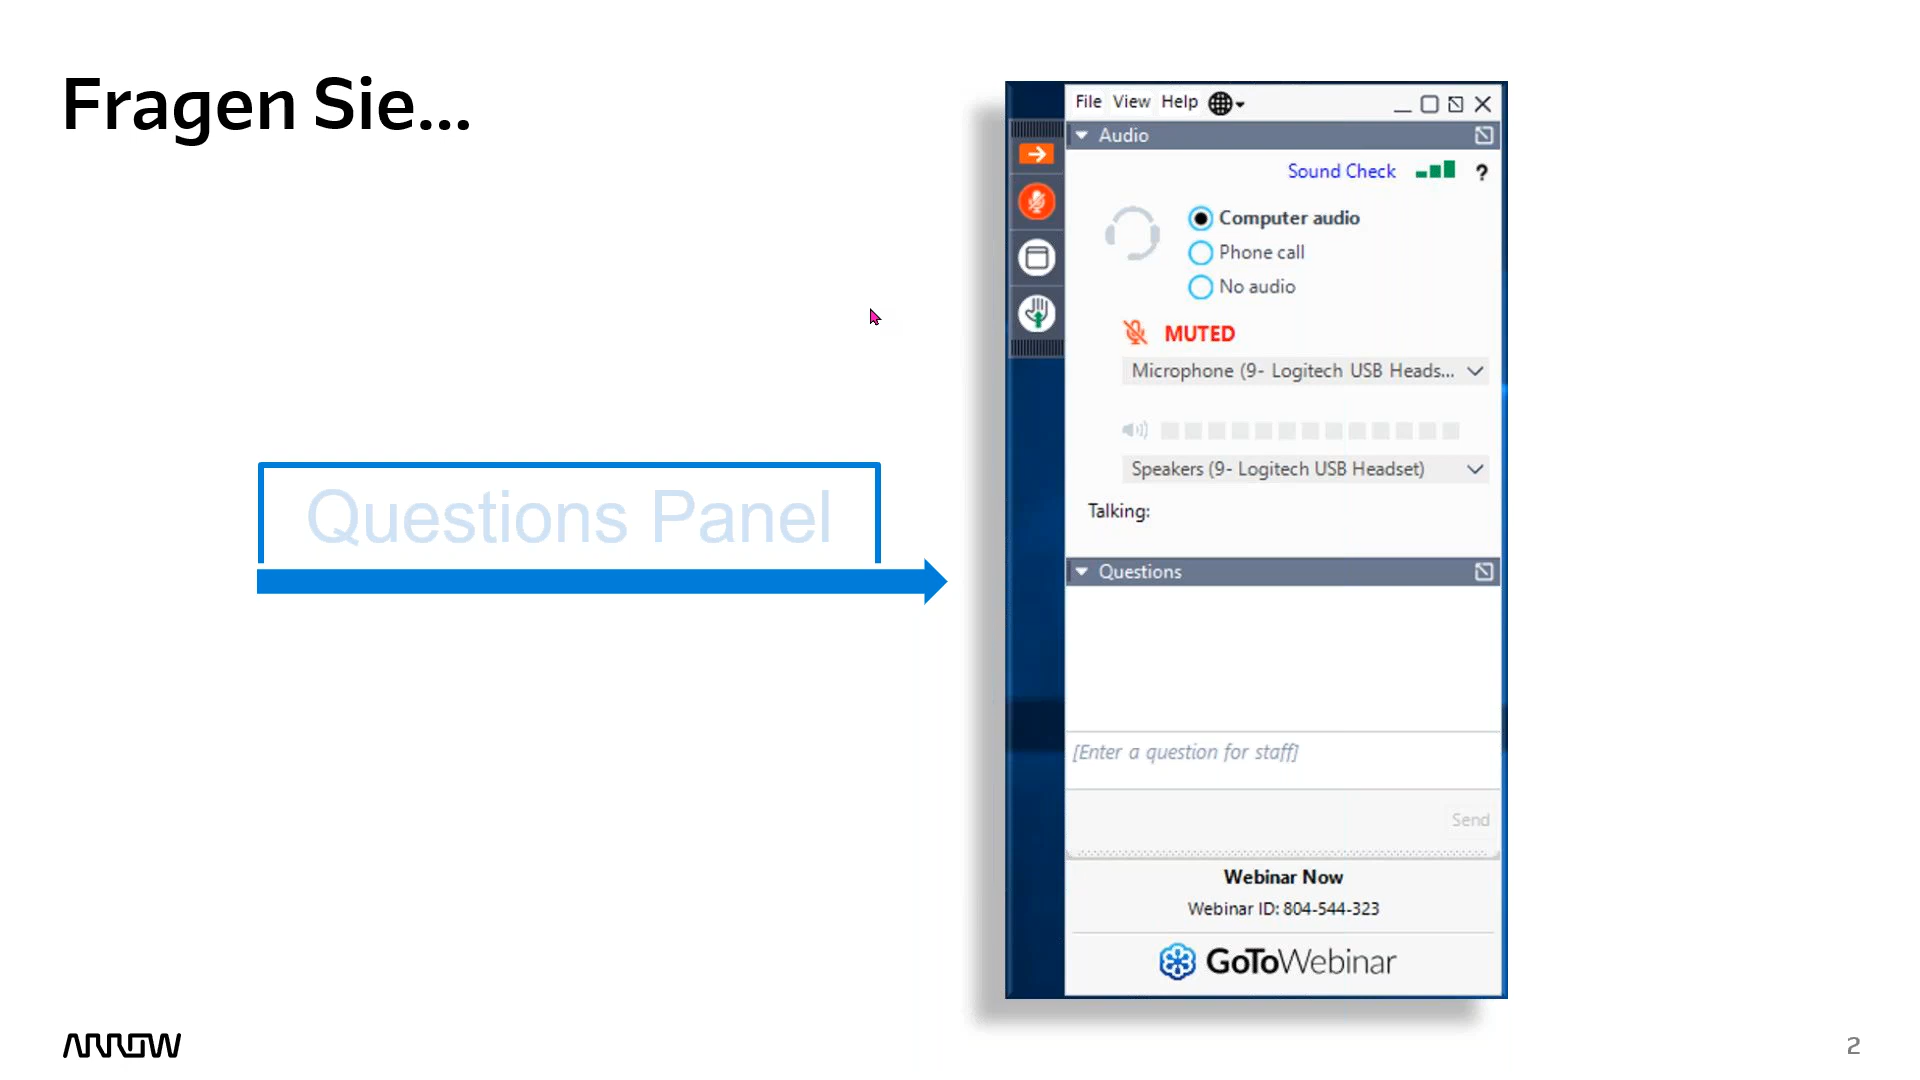 Fragen Sie...
File View Help
Audio
Sound Check ?
Computer audio
Phone call
No audio
MUTED
Microphone (9- Logitech USB Heads...
Speakers (9- Logitech USB Headset)
Talking:
Questions Panel
Questions
[Enter a question for staff]
Send
Webinar Now
Webinar ID: 804-544-323
GoToWebinar
ARROW
2